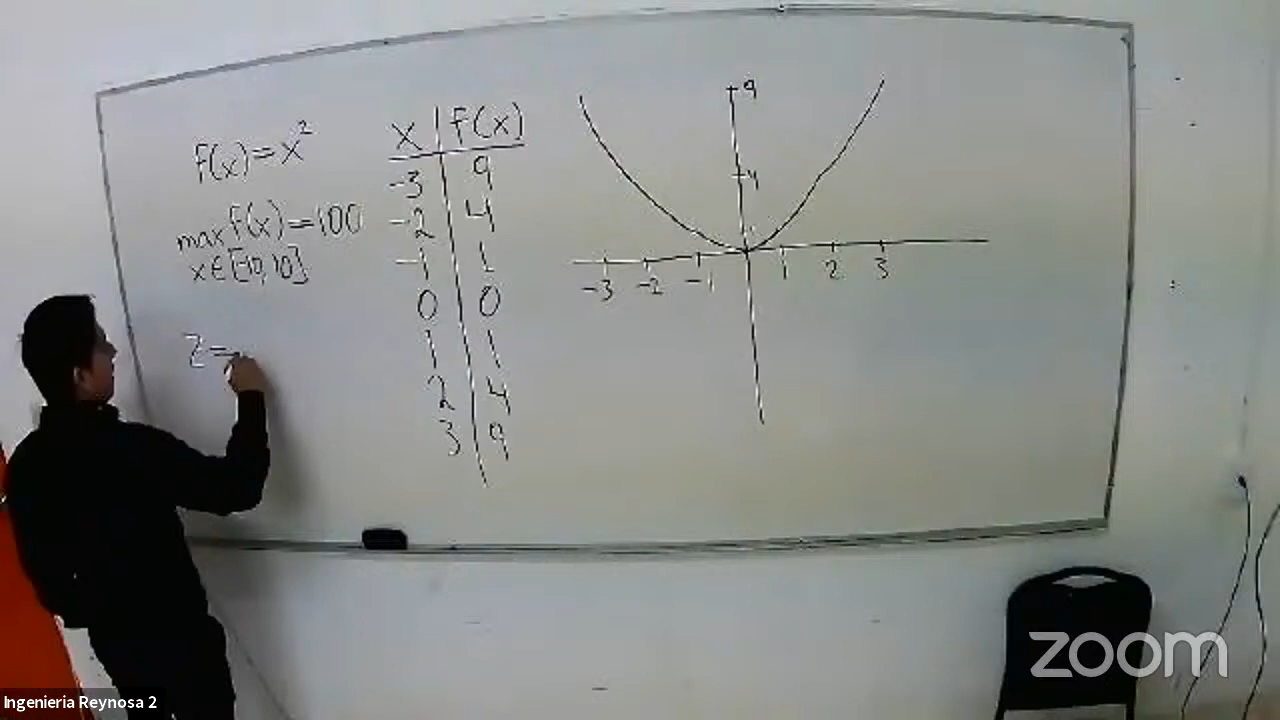 f(x)=x²
max f(x)=100
x∈[-10,10]
z=
x f(x)
-3 9
-2 4
-1 1
0 0
1 1
2 4
3 9
9
4
-3 -2 -1 1 2 3
zoom
Ingenieria Reynosa 2